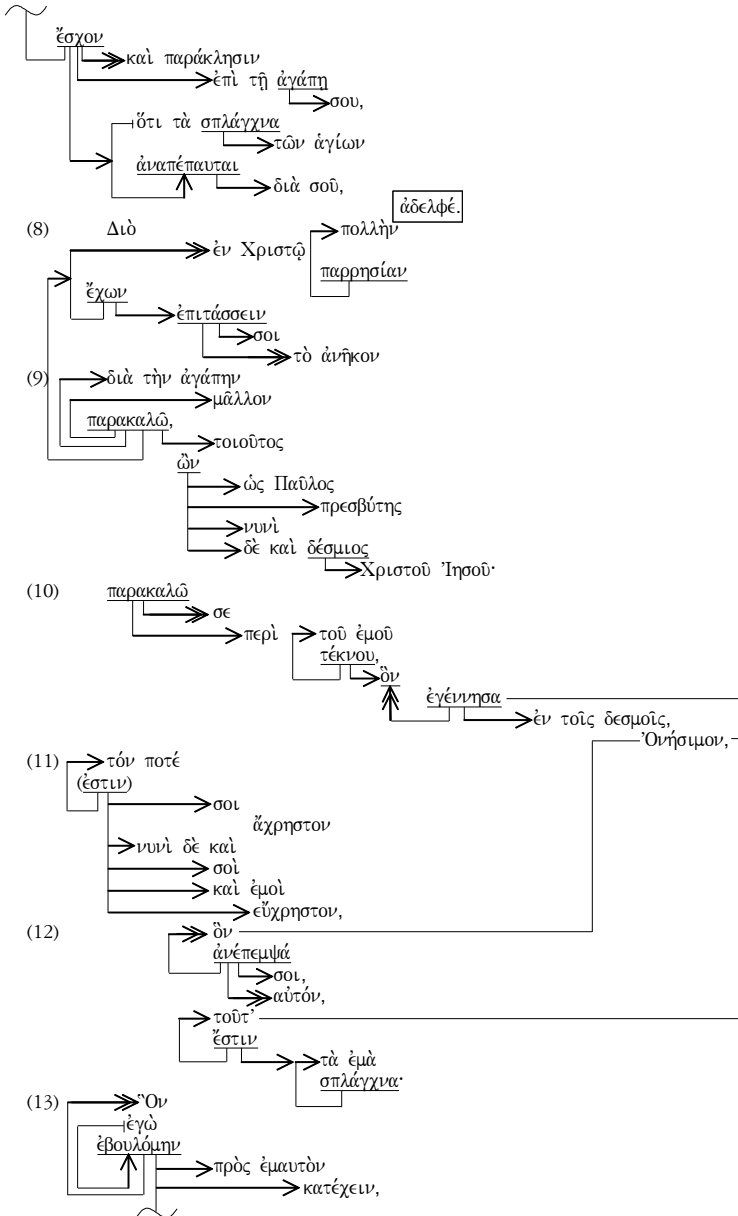 ἔσχον
καὶ παράκλησιν
ἐπὶ τῇ ἀγάπῃ
σου,
ὅτι τὰ σπλάγχνα
τῶν ἁγίων
ἀναπέπαυται
διὰ σοῦ,
ἀδελφέ.
(8) Διὸ
πολλὴν
ἐν Χριστῷ
παρρησίαν
ἔχων
ἐπιτάσσειν
σοι
τὸ ἀνῆκον
(9) διὰ τὴν ἀγάπην
μᾶλλον
παρακαλῶ,
τοιοῦτος
ὢν
ὡς Παῦλος
πρεσβύτης
νυνὶ
δὲ καὶ δέσμιος
Χριστοῦ Ἰησοῦ·
(10) παρακαλῶ
σε
περὶ τοῦ ἐμοῦ
τέκνου,
ὃν
ἐγέννησα
ἐν τοῖς δεσμοῖς,
Ὀνήσιμον,
(11) τόν ποτέ
(ἐστιν)
σοι
ἄχρηστον
νυνὶ δὲ καὶ
σοὶ
καὶ ἐμοὶ
εὔχρηστον,
(12) ὃν
ἀνέπεμψά
σοι,
αὐτόν,
τοῦτ’
ἔστιν
τὰ ἐμὰ
σπλάγχνα·
(13) Ὃν
ἐγὼ
ἐβουλόμην
πρὸς ἐμαυτὸν
κατέχειν,